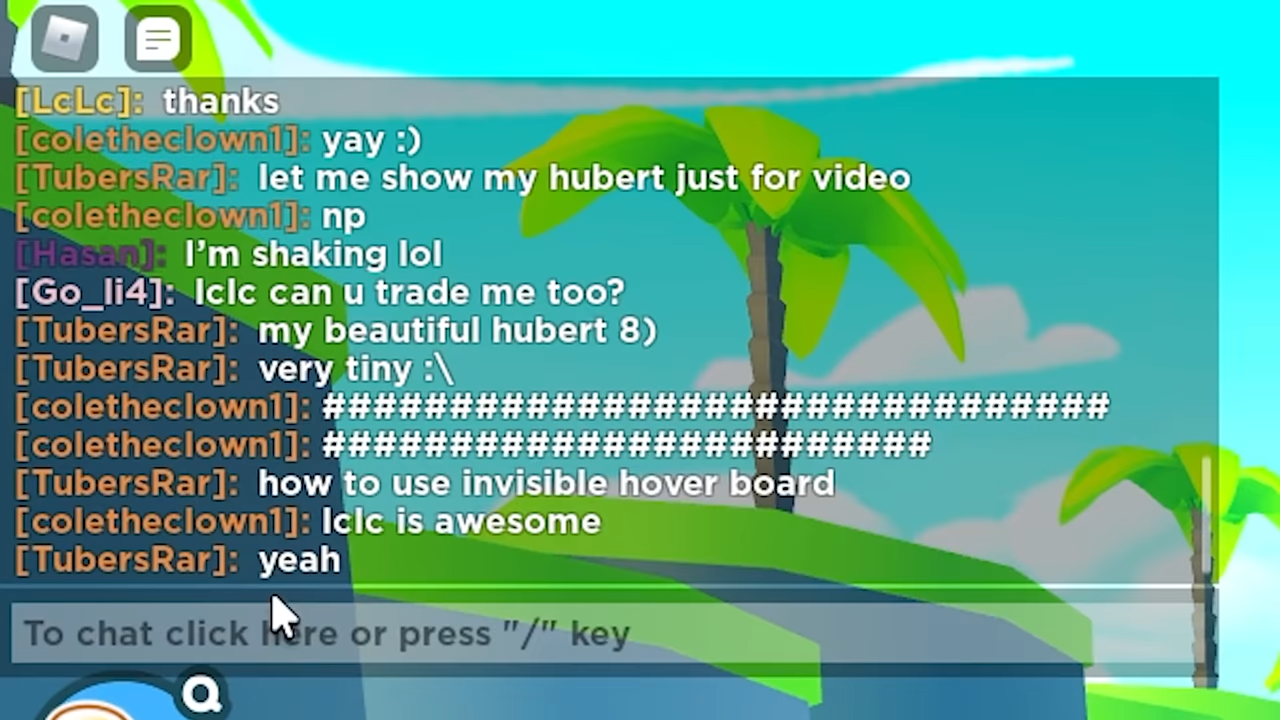 [LcLc]: thanks
[coletheclown1]: yay :)
[TubersRar]: let me show my hubert just for video
[coletheclown1]: np
[Hasan]: I'm shaking lol
[Go_li4]: lclc can u trade me too?
[TubersRar]: my beautiful hubert 8)
[TubersRar]: very tiny :\
[coletheclown1]: ###############################
[coletheclown1]: ########################
[TubersRar]: how to use invisible hover board
[coletheclown1]: lclc is awesome
[TubersRar]: yeah
To chat click here or press "/" key